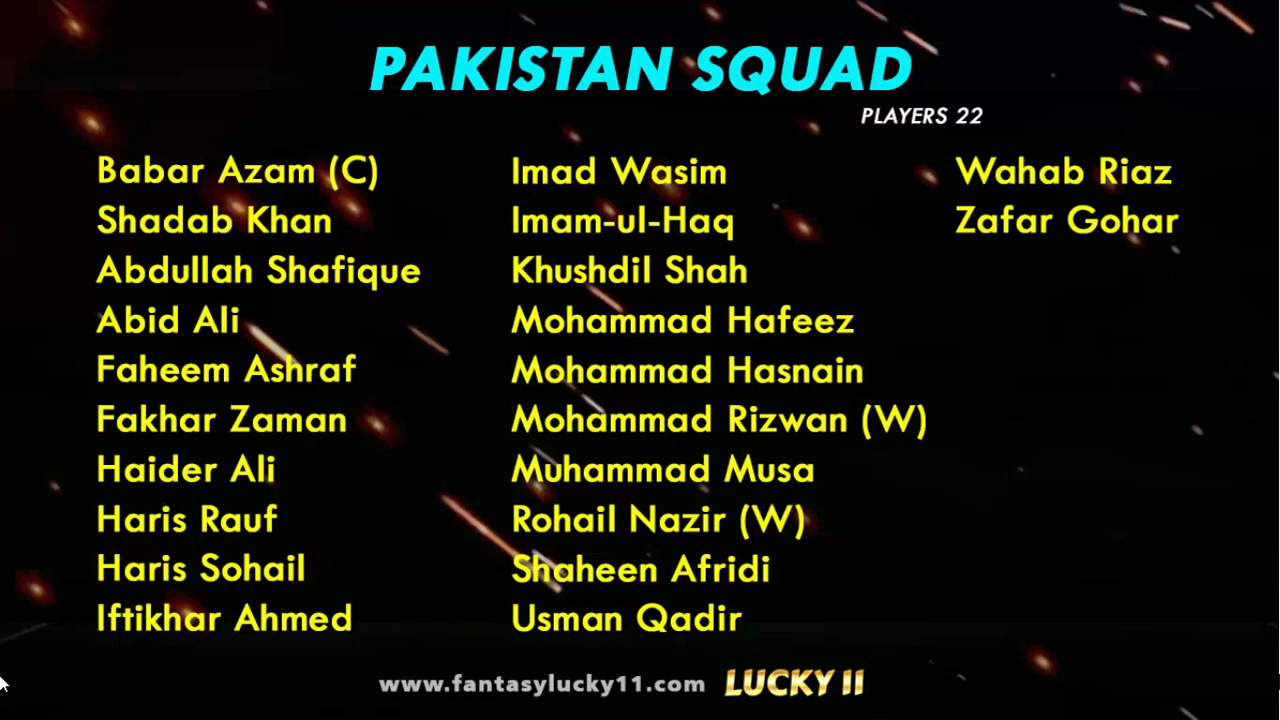 PAKISTAN SQUAD
PLAYERS 22
Babar Azam (C)
Shadab Khan
Abdullah Shafique
Abid Ali
Faheem Ashraf
Fakhar Zaman
Haider Ali
Haris Rauf
Haris Sohail
Iftikhar Ahmed
Imad Wasim
Imam-ul-Haq
Khushdil Shah
Mohammad Hafeez
Mohammad Hasnain
Mohammad Rizwan (W)
Muhammad Musa
Rohail Nazir (W)
Shaheen Afridi
Usman Qadir
Wahab Riaz
Zafar Gohar
www.fantasylucky11.com LUCKY 11